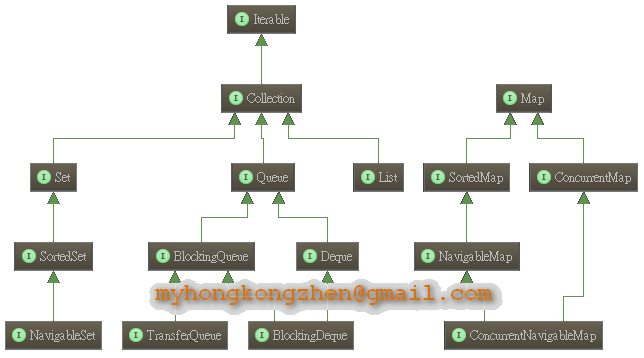 I Iterable
I Collection
I Map
I Set
I Queue
I List
I SortedMap
I ConcurrentMap
I SortedSet
I BlockingQueue
I Deque
I NavigableMap
myhongkongzhen@gmail.com
I NavigableSet
I TransferQueue
I BlockingDeque
I ConcurrentNavigableMap